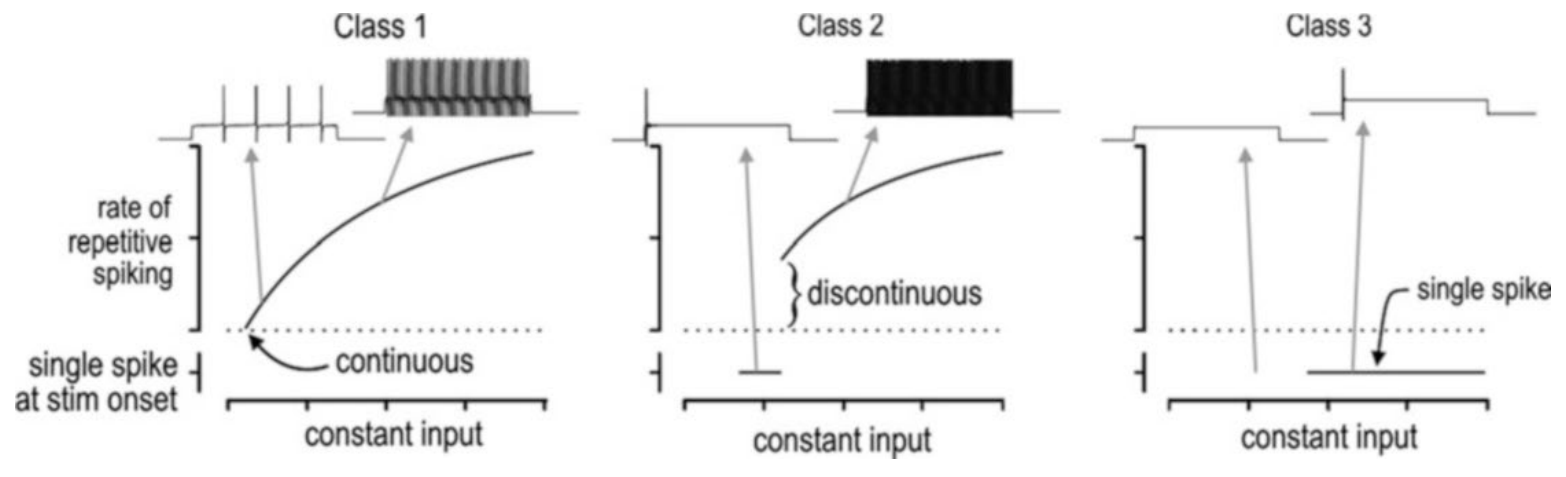 Class 1
Class 2
Class 3
rate of
repetitive
spiking
single spike
at stim onset
continuous
constant input
discontinuous
constant input
single spike
constant input